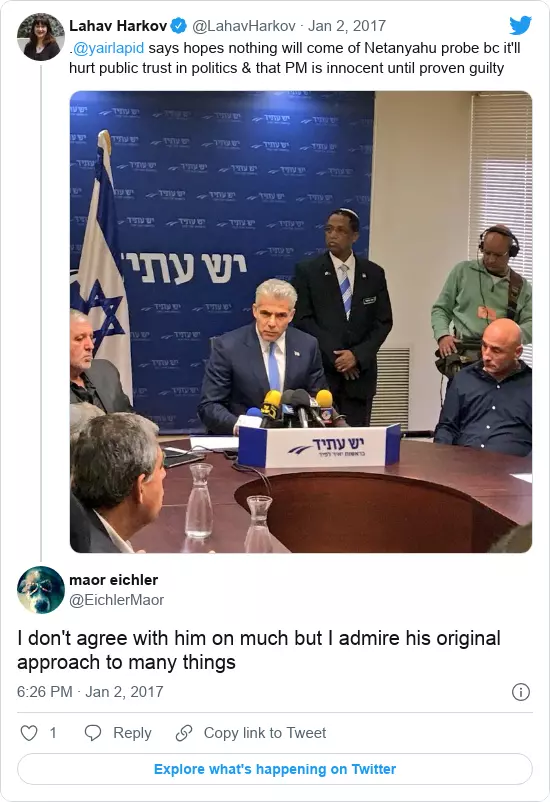 Lahav Harkov @LahavHarkov · Jan 2, 2017
.@yairlapid says hopes nothing will come of Netanyahu probe bc it'll
hurt public trust in politics & that PM is innocent until proven guilty
יש עתיד
יש עתיד
בראשות יאיר לפיד
maor eichler
@EichlerMaor
I don't agree with him on much but I admire his original
approach to many things
6:26 PM · Jan 2, 2017
1 Reply Copy link to Tweet
Explore what's happening on Twitter